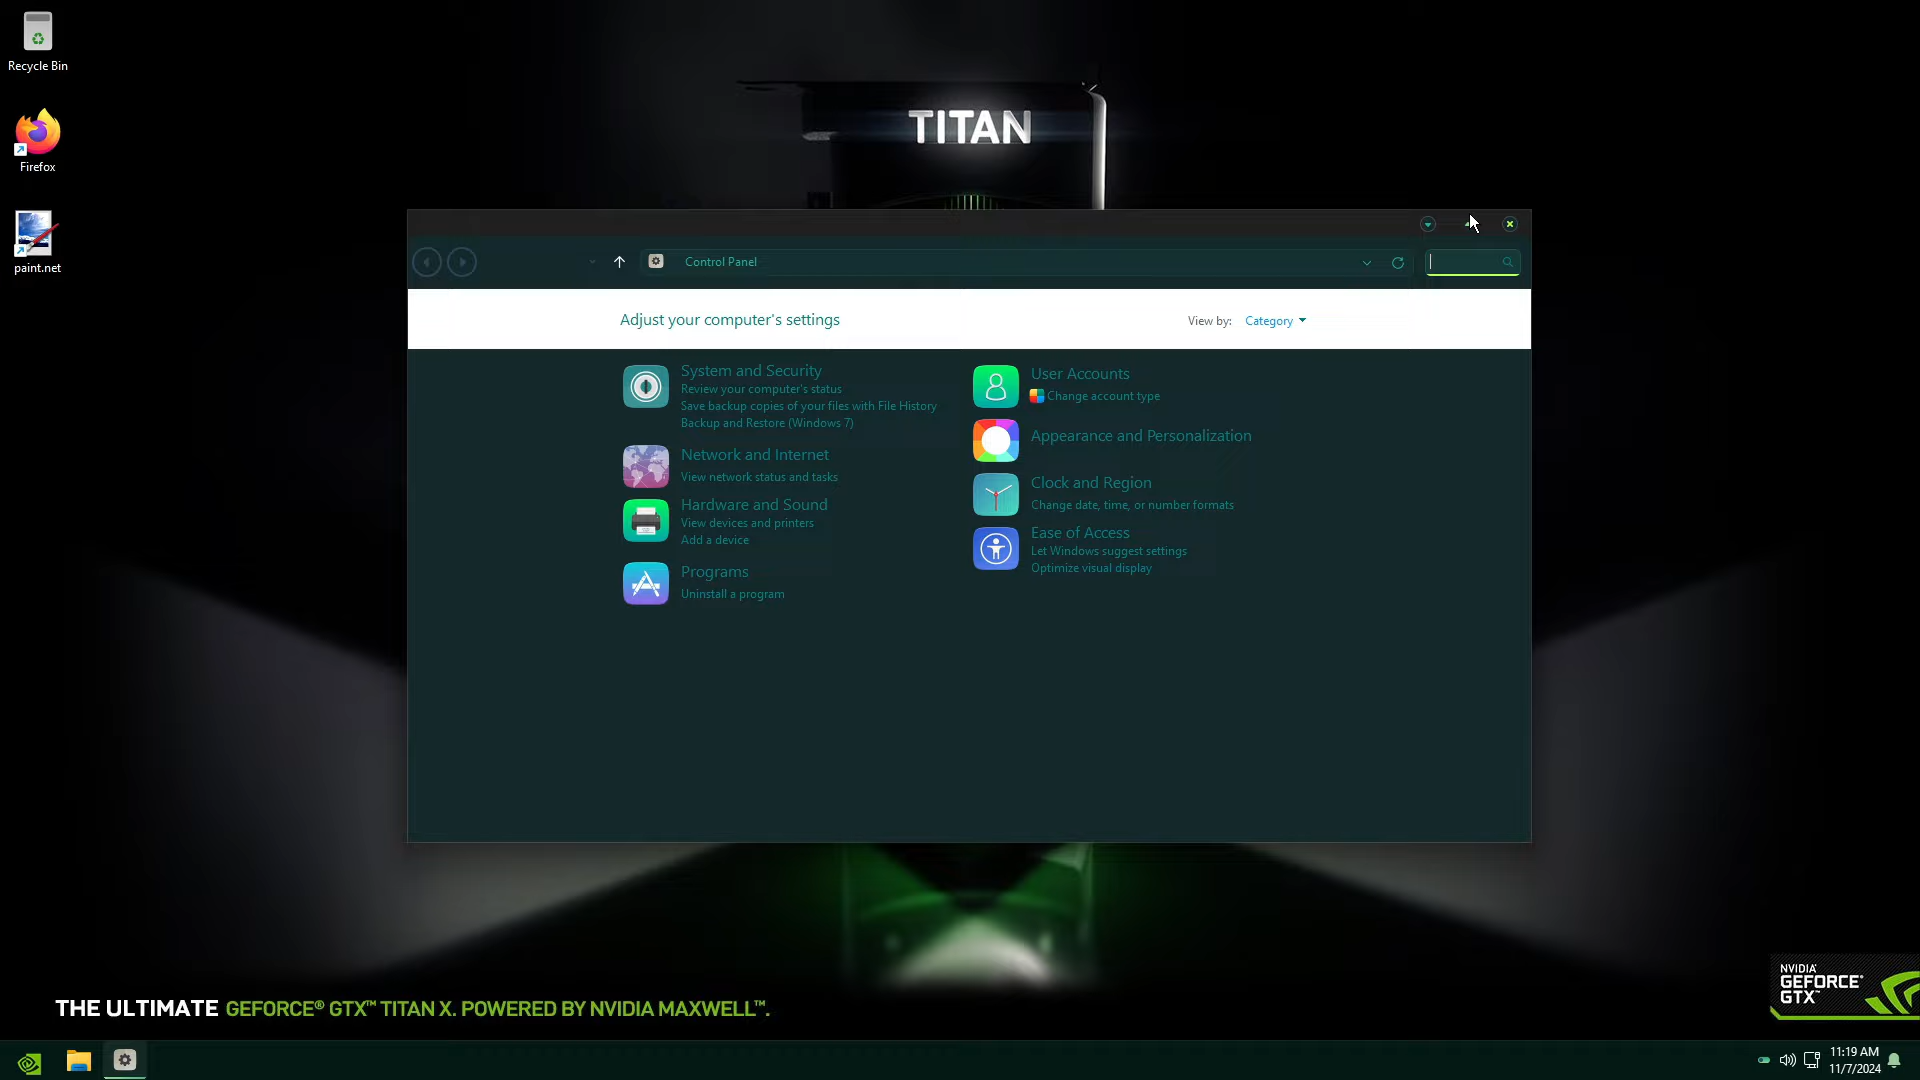 Recycle Bin
Firefox
paint.net
TITAN
Control Panel
Adjust your computer's settings
View by: Category
System and Security
Review your computer's status
Save backup copies of your files with File History
Backup and Restore (Windows 7)
Network and Internet
View network status and tasks
Hardware and Sound
View devices and printers
Add a device
Programs
Uninstall a program
User Accounts
Change account type
Appearance and Personalization
Clock and Region
Change date, time, or number formats
Ease of Access
Let Windows suggest settings
Optimize visual display
THE ULTIMATE GEFORCE® GTX™ TITAN X. POWERED BY NVIDIA MAXWELL™.
NVIDIA®
GEFORCE®
GTX™
11:19 AM
11/7/2024